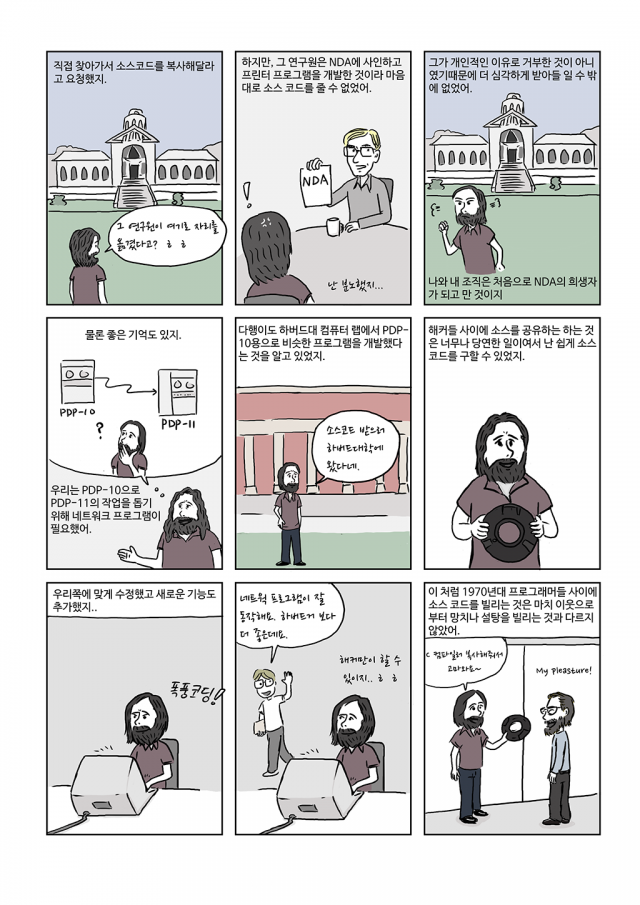 직접 찾아가서 소스코드를 복사해달라
고 요청했지.
그 연구원이 여기로 자리를
옮겼다고? ㅎ ㅎ
하지만, 그 연구원은 NDA에 사인하고
프린터 프로그램을 개발한 것이라 마음
대로 소스 코드를 줄 수 없었어.
NDA
!
난 분노했지...
그가 개인적인 이유로 거부한 것이 아니
였기때문에 더 심각하게 받아들 일 수 밖
에 없었어.
나와 내 조직은 처음으로 NDA의 희생자
가 되고 만 것이지
물론 좋은 기억도 있지.
PDP-10
PDP-11
?
우리는 PDP-10으로
PDP-11의 작업을 돕기
위해 네트워크 프로그램이
필요했어.
다행이도 하버드대 컴퓨터 랩에서 PDP-
10용으로 비슷한 프로그램을 개발했다
는 것을 알고 있었지.
소스코드 받으러
하버드대학에
왔다네.
해커들 사이에 소스를 공유하는 하는 것
은 너무나 당연한 일이여서 난 쉽게 소스
코드를 구할 수 있었지.
우리쪽에 맞게 수정했고 새로운 기능도
추가했지..
폭풍코딩!!
네트웍 프로그램이 잘
동작해요. 하버드거 보다
더 좋은데요.
해커만이 할 수
있이지.. ㅎ ㅎ
이 처럼 1970년대 프로그래머들 사이에
소스 코드를 빌리는 것은 마치 이웃으로
부터 망치나 설탕을 빌리는 것과 다르지
않았어.
C 컴파일러 복사해줘서
고마와요~
My pleasture!